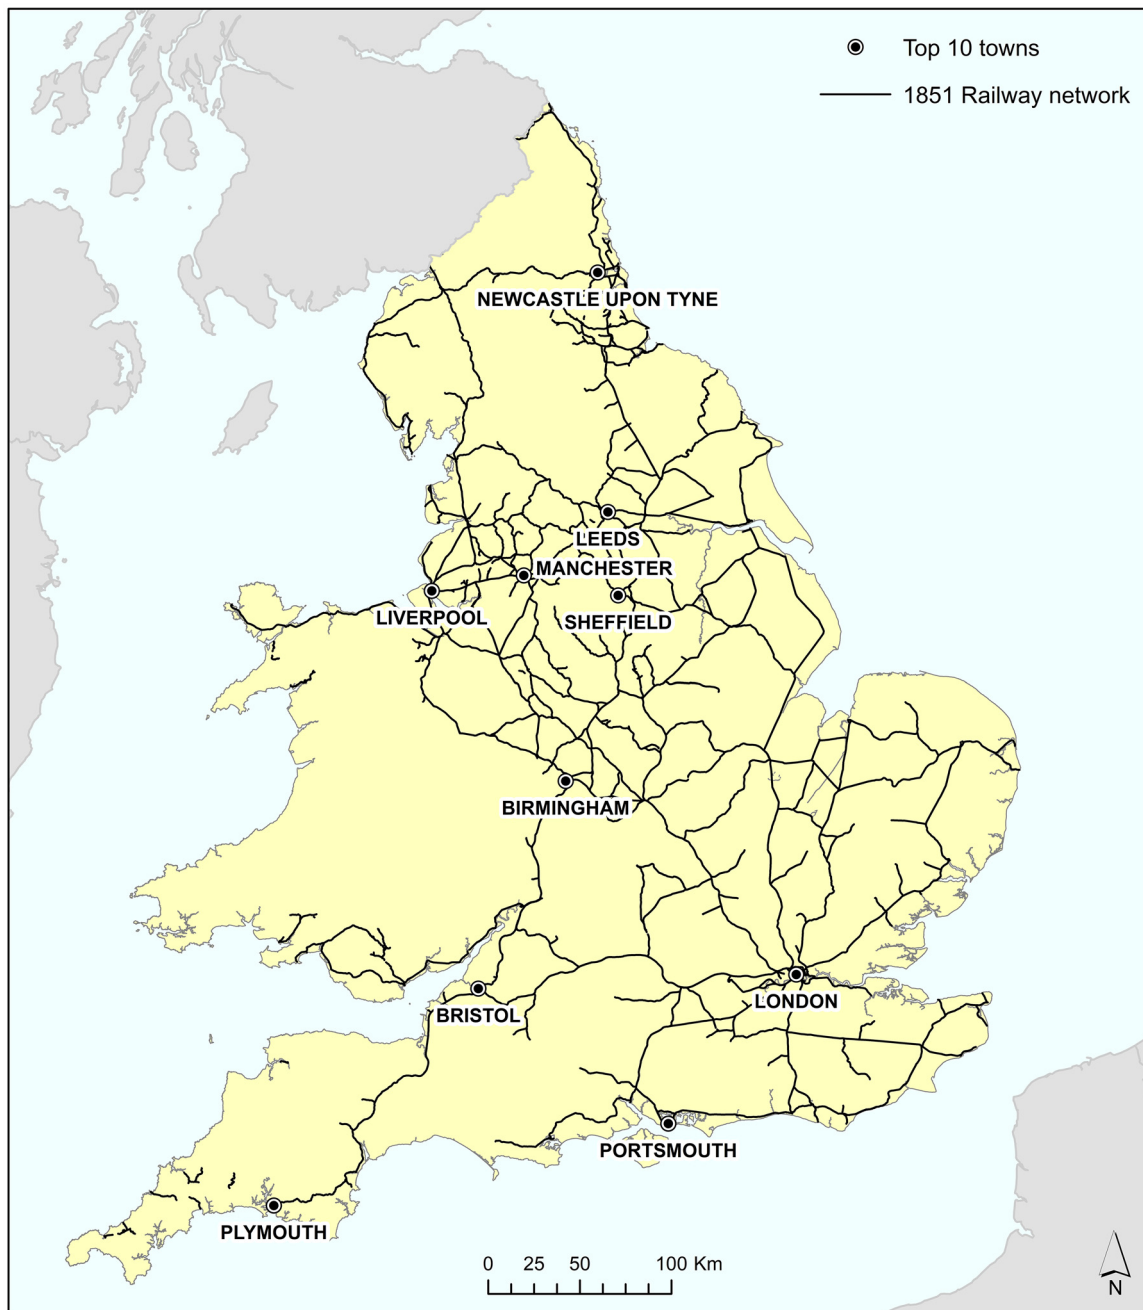 Top 10 towns
1851 Railway network
NEWCASTLE UPON TYNE
LEEDS
MANCHESTER
LIVERPOOL
SHEFFIELD
BIRMINGHAM
LONDON
BRISTOL
PORTSMOUTH
PLYMOUTH
0 25 50 100 Km
N